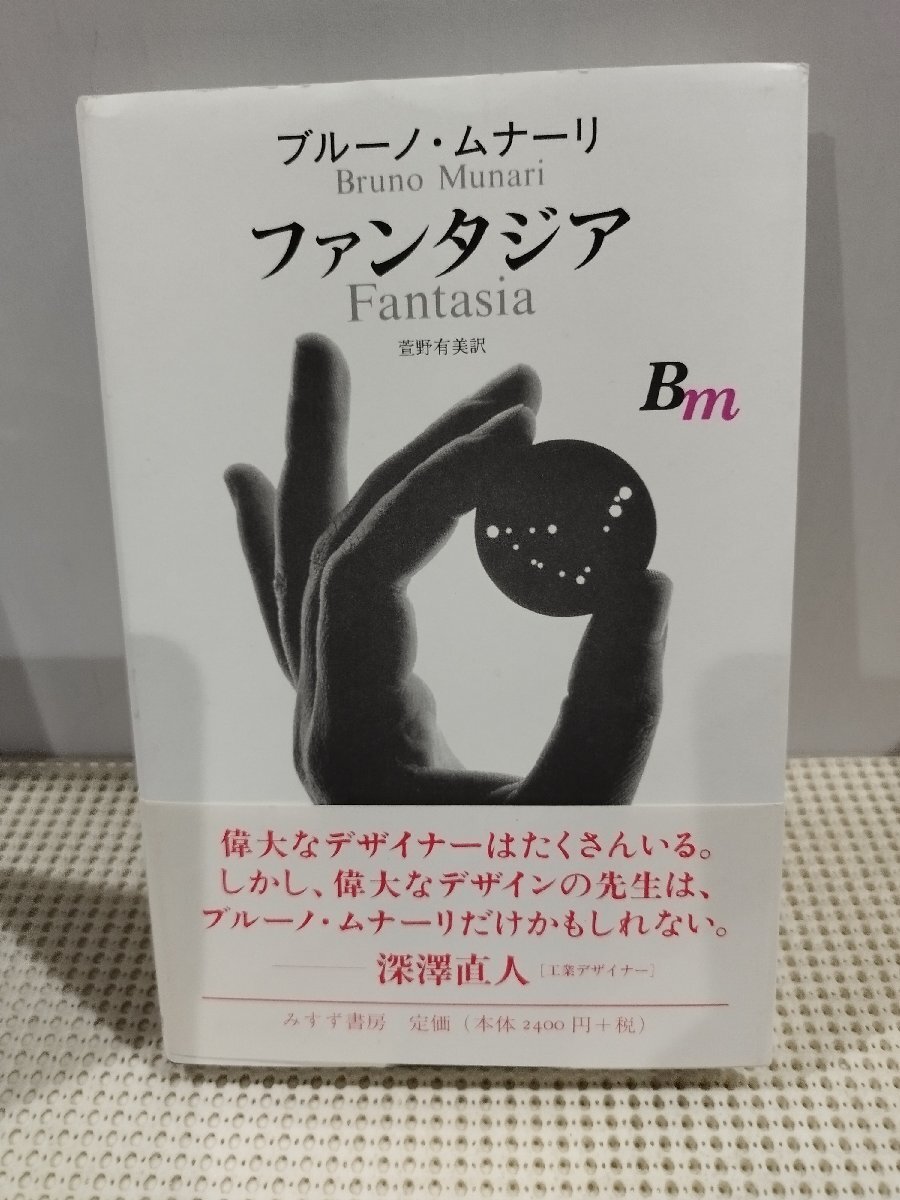 ブルーノ・ムナーリ
Bruno Munari
ファンタジア
Fantasia
萱野有美訳
Bm
偉大なデザイナーはたくさんいる。
しかし、偉大なデザインの先生は、
ブルーノ・ムナーリだけかもしれない。
——深澤直人［工業デザイナー］
みすず書房 定価（本体2400円+税）